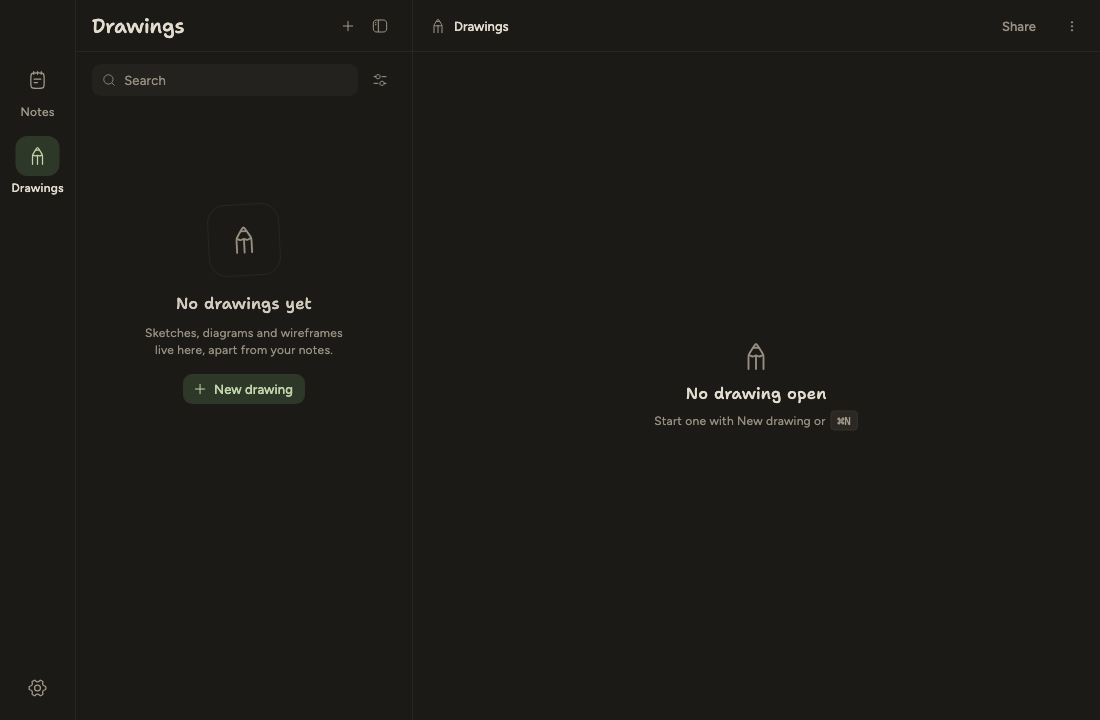 Drawings
Drawings
Share
Search
Notes
Drawings
No drawings yet
Sketches, diagrams and wireframes
live here, apart from your notes.
New drawing
No drawing open
Start one with New drawing or ⌘N